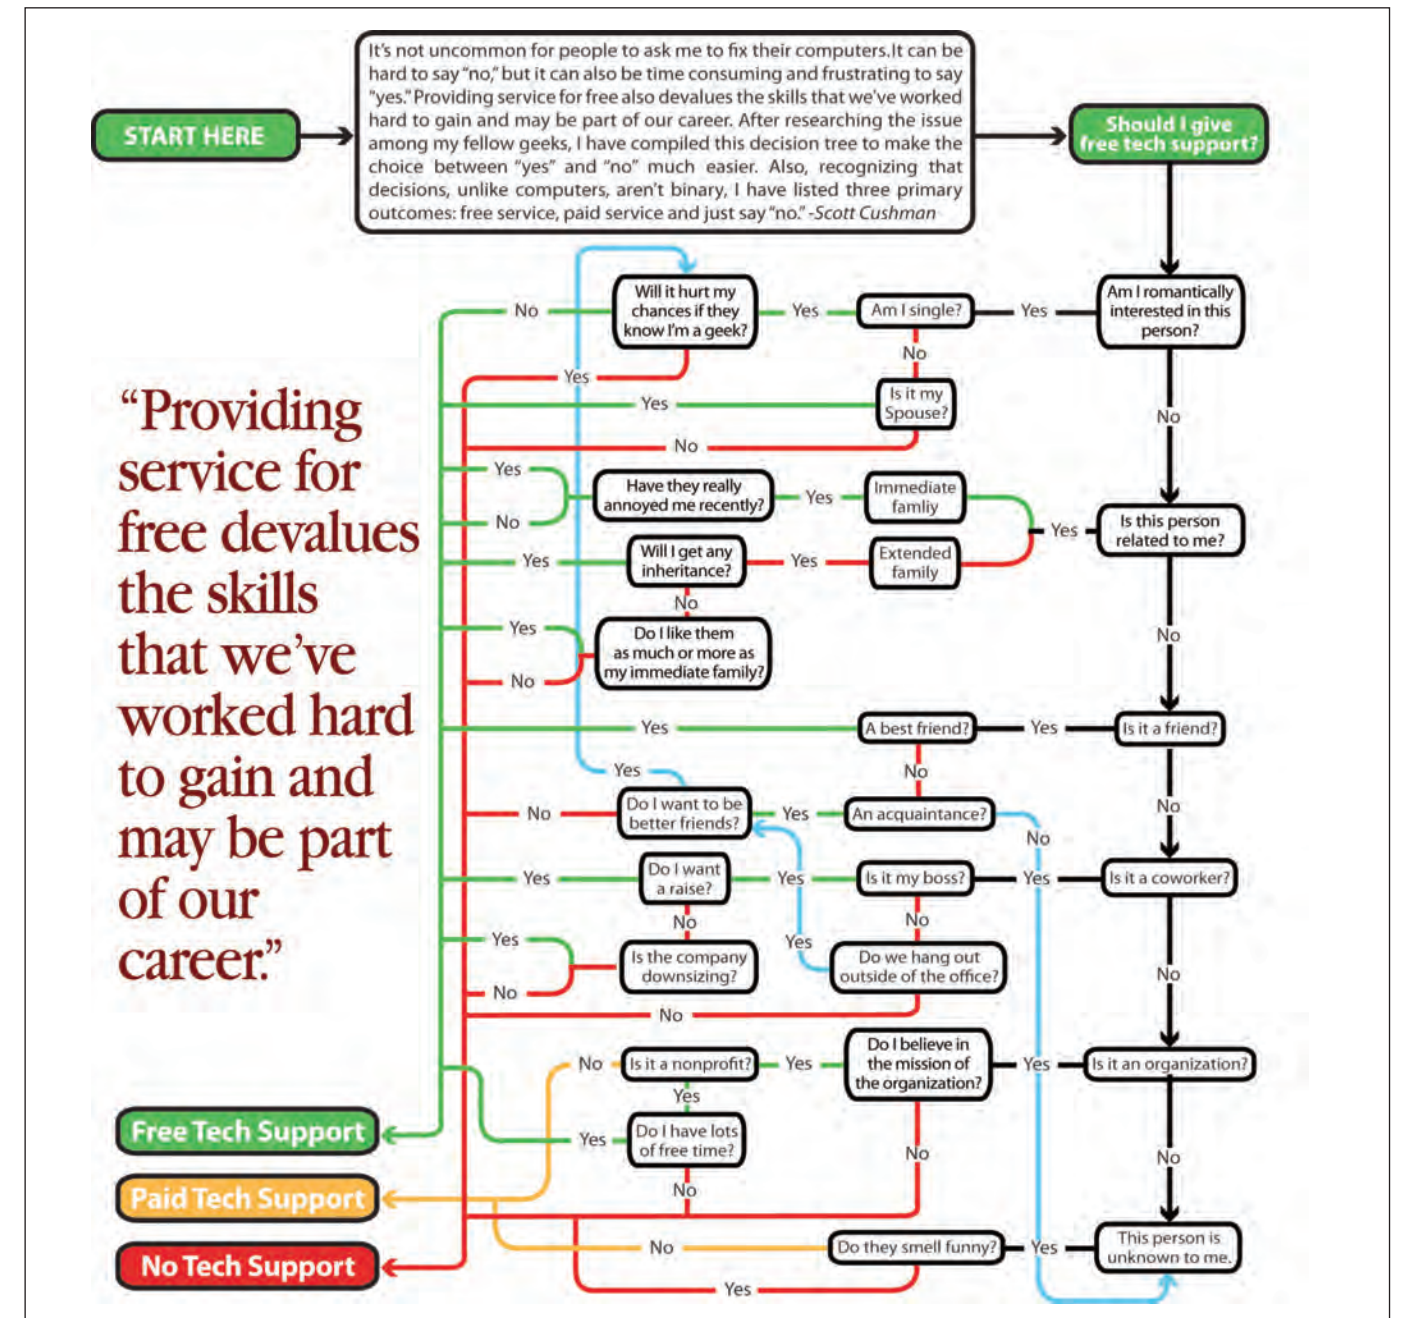 START HERE
It's not uncommon for people to ask me to fix their computers.It can be
hard to say "no," but it can also be time consuming and frustrating to say
"yes." Providing service for free also devalues the skills that we've worked
hard to gain and may be part of our career. After researching the issue
among my fellow geeks, I have compiled this decision tree to make the
choice between "yes" and "no" much easier. Also, recognizing that
decisions, unlike computers, aren't binary, I have listed three primary
outcomes: free service, paid service and just say "no." -Scott Cushman
Should I give
free tech support?
Am I romantically
interested in this
person?
Yes
Am I single?
Yes
Will it hurt my
chances if they
know I'm a geek?
No
Yes
No
Is it my
Spouse?
Yes
No
No
Is this person
related to me?
Yes
Immediate
famliy
Yes
Have they really
annoyed me recently?
Yes
No
Extended
family
Yes
Will I get any
inheritance?
Yes
No
Do I like them
as much or more as
my immediate family?
Yes
No
No
Is it a friend?
Yes
A best friend?
Yes
No
An acquaintance?
No
Yes
Do I want to be
better friends?
Yes
No
No
Is it a coworker?
Yes
Is it my boss?
Yes
Do I want
a raise?
Yes
No
Is the company
downsizing?
Yes
No
No
Do we hang out
outside of the office?
Yes
No
No
Is it an organization?
Yes
Do I believe in
the mission of
the organization?
Yes
Is it a nonprofit?
No
Yes
Do I have lots
of free time?
Yes
No
No
No
This person is
unknown to me.
Yes
Do they smell funny?
No
Yes
"Providing
service for
free devalues
the skills
that we've
worked hard
to gain and
may be part
of our
career."
Free Tech Support
Paid Tech Support
No Tech Support